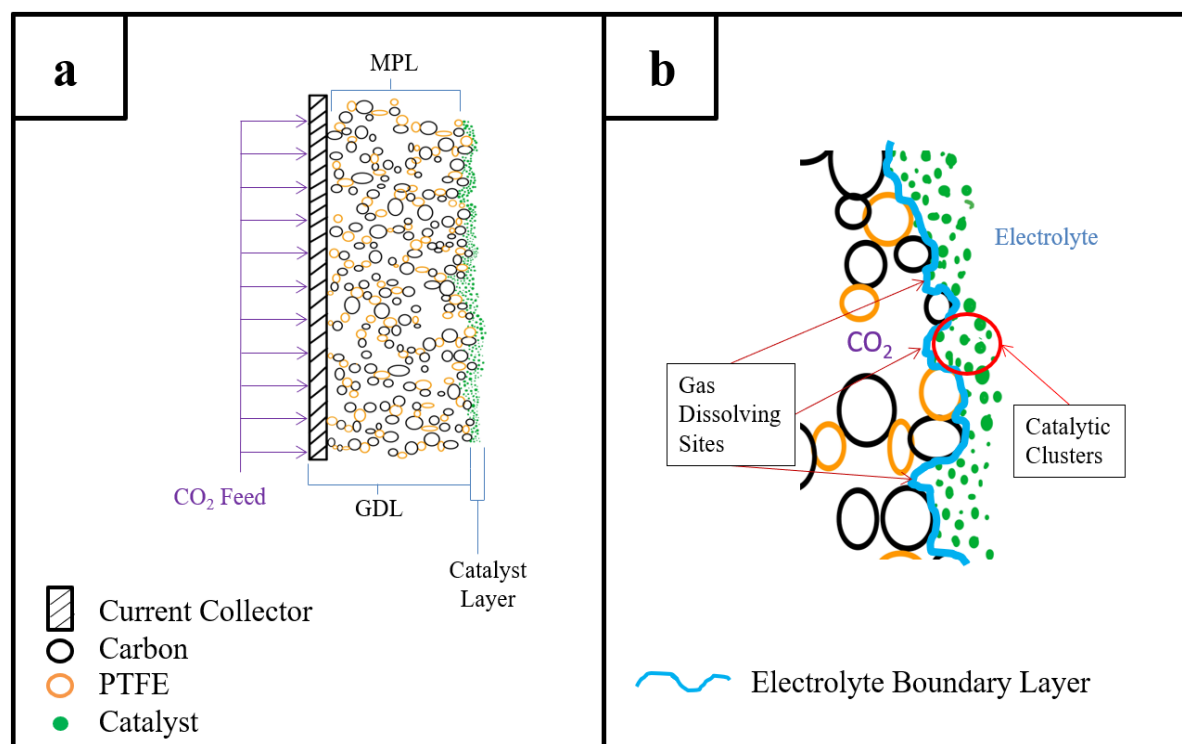 a
MPL
CO₂ Feed
GDL
Catalyst
Layer
Current Collector
Carbon
PTFE
Catalyst
b
Electrolyte
CO₂
Gas
Dissolving
Sites
Catalytic
Clusters
Electrolyte Boundary Layer